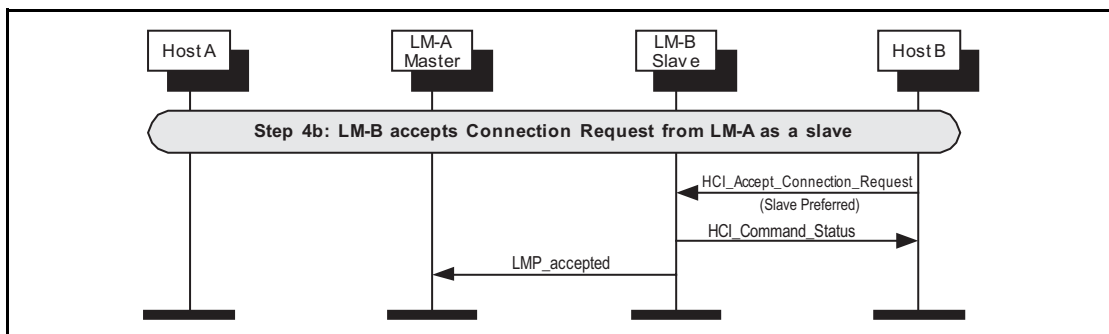 Host A
LM-A
Master
LM-B
Slave
Host B
Step 4b: LM-B accepts Connection Request from LM-A as a slave
HCI_Accept_Connection_Request
(Slave Preferred)
HCI_Command_Status
LMP_accepted